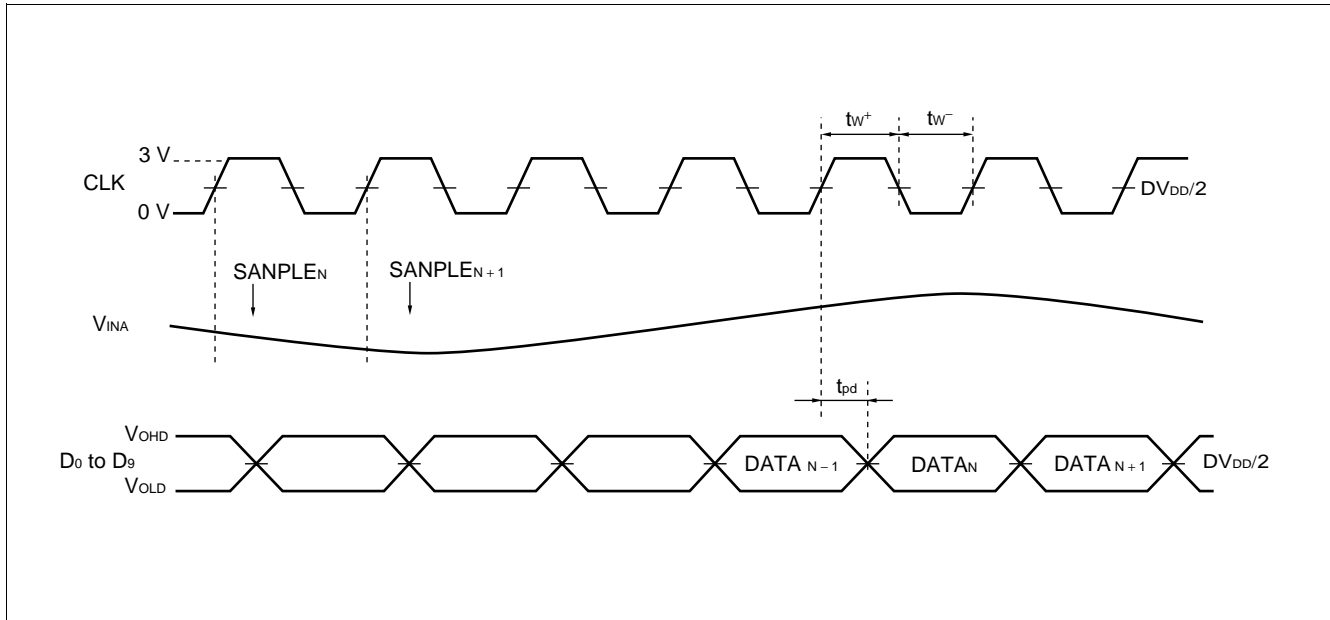 tW+ tW−
3 V
CLK
0 V
DVDD/2
SANPLEN SANPLEN + 1
VINA
tpd
VOHD
D0 to D9
VOLD
DATA N − 1 DATAN DATA N + 1
DVDD/2